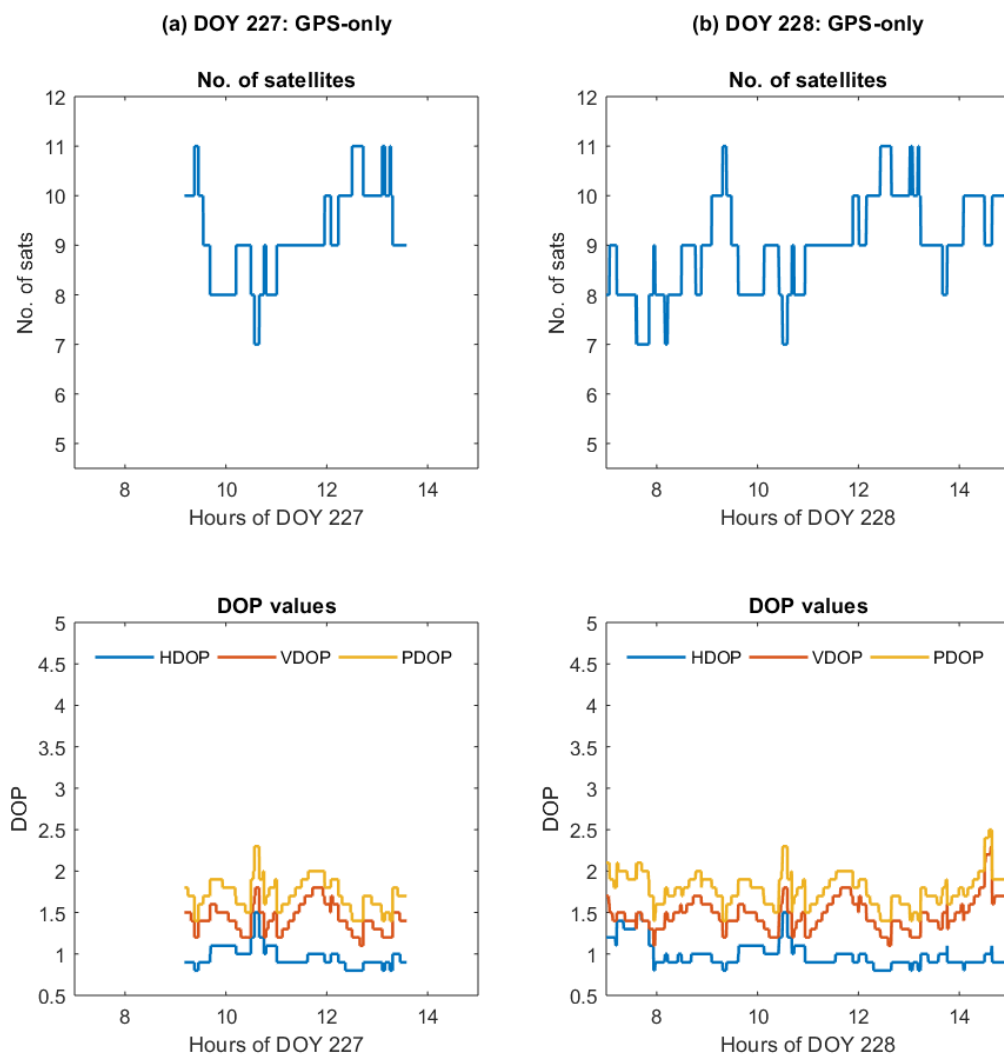 (a) DOY 227: GPS-only
(b) DOY 228: GPS-only
No. of satellites
12
11
10
9
8
7
6
5
No. of sats
8 10 12 14
Hours of DOY 227
No. of satellites
12
11
10
9
8
7
6
5
No. of sats
8 10 12 14
Hours of DOY 228
DOP values
5
4.5
4
3.5
3
2.5
2
1.5
1
0.5
DOP
HDOP VDOP PDOP
8 10 12 14
Hours of DOY 227
DOP values
5
4.5
4
3.5
3
2.5
2
1.5
1
0.5
DOP
HDOP VDOP PDOP
8 10 12 14
Hours of DOY 228